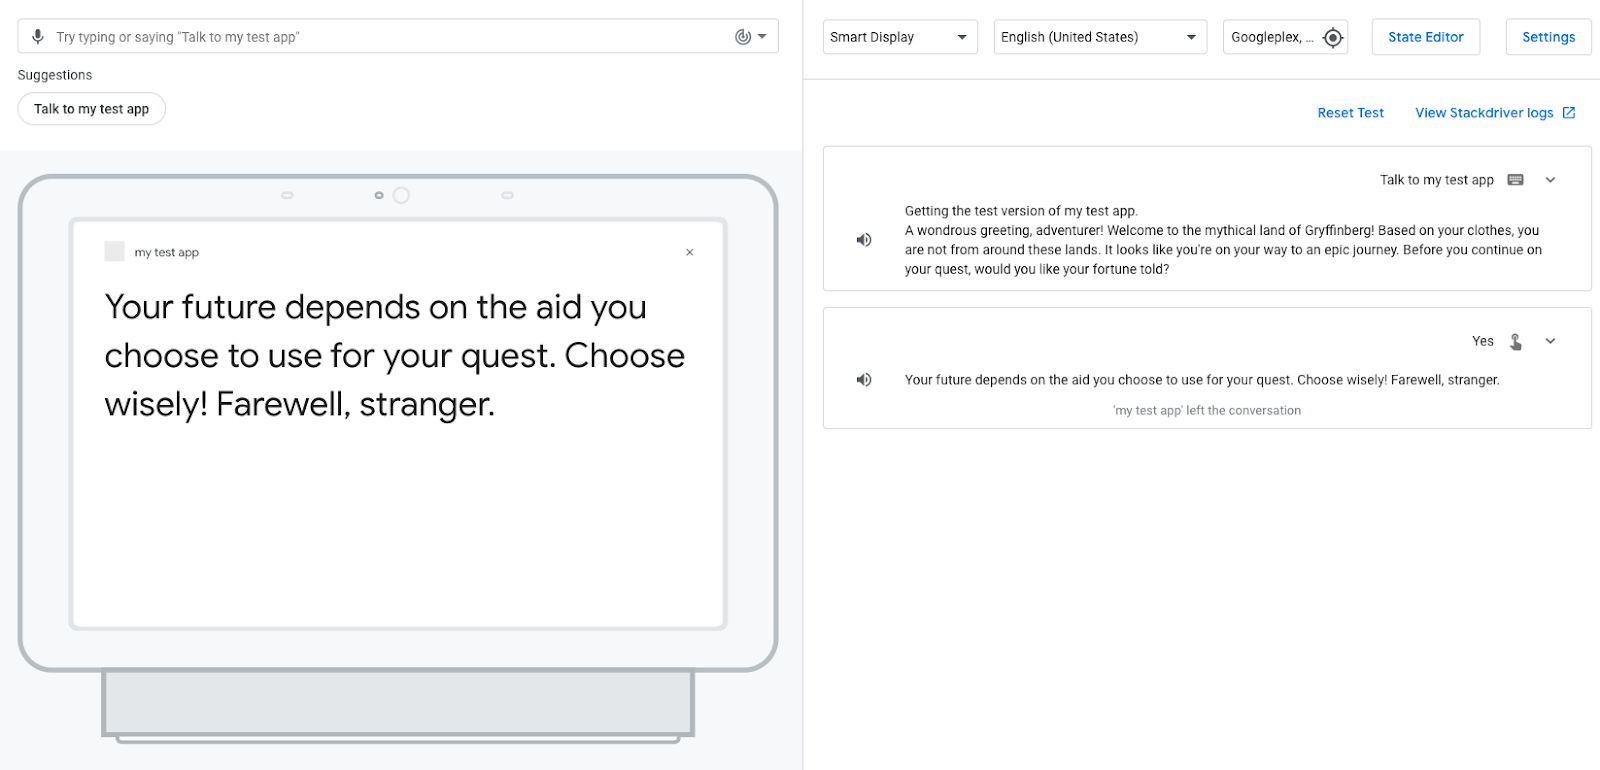 Try typing or saying "Talk to my test app"
Suggestions
Talk to my test app
my test app
Your future depends on the aid you
choose to use for your quest. Choose
wisely! Farewell, stranger.
Smart Display
English (United States)
Googleplex, ...
State Editor
Settings
Reset Test
View Stackdriver logs
Talk to my test app
Getting the test version of my test app.
A wondrous greeting, adventurer! Welcome to the mythical land of Gryffinberg! Based on your clothes, you
are not from around these lands. It looks like you're on your way to an epic journey. Before you continue on
your quest, would you like your fortune told?
Yes
Your future depends on the aid you choose to use for your quest. Choose wisely! Farewell, stranger.
'my test app' left the conversation